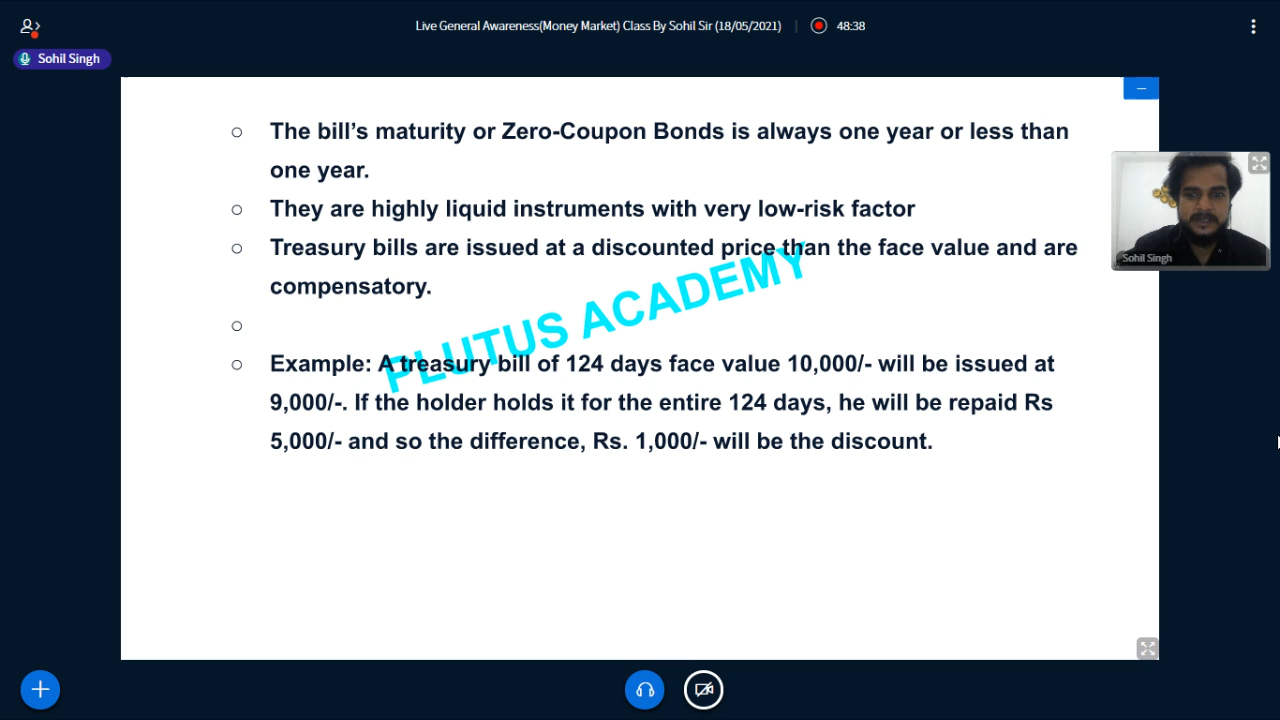 Live General Awareness(Money Market) Class By Sohil Sir (18/05/2021) | 48:38
Sohil Singh
The bill's maturity or Zero-Coupon Bonds is always one year or less than
one year.
They are highly liquid instruments with very low-risk factor
Treasury bills are issued at a discounted price than the face value and are
compensatory.
PLUTUS ACADEMY
Example: A treasury bill of 124 days face value 10,000/- will be issued at
9,000/-. If the holder holds it for the entire 124 days, he will be repaid Rs
5,000/- and so the difference, Rs. 1,000/- will be the discount.
Sohil Singh